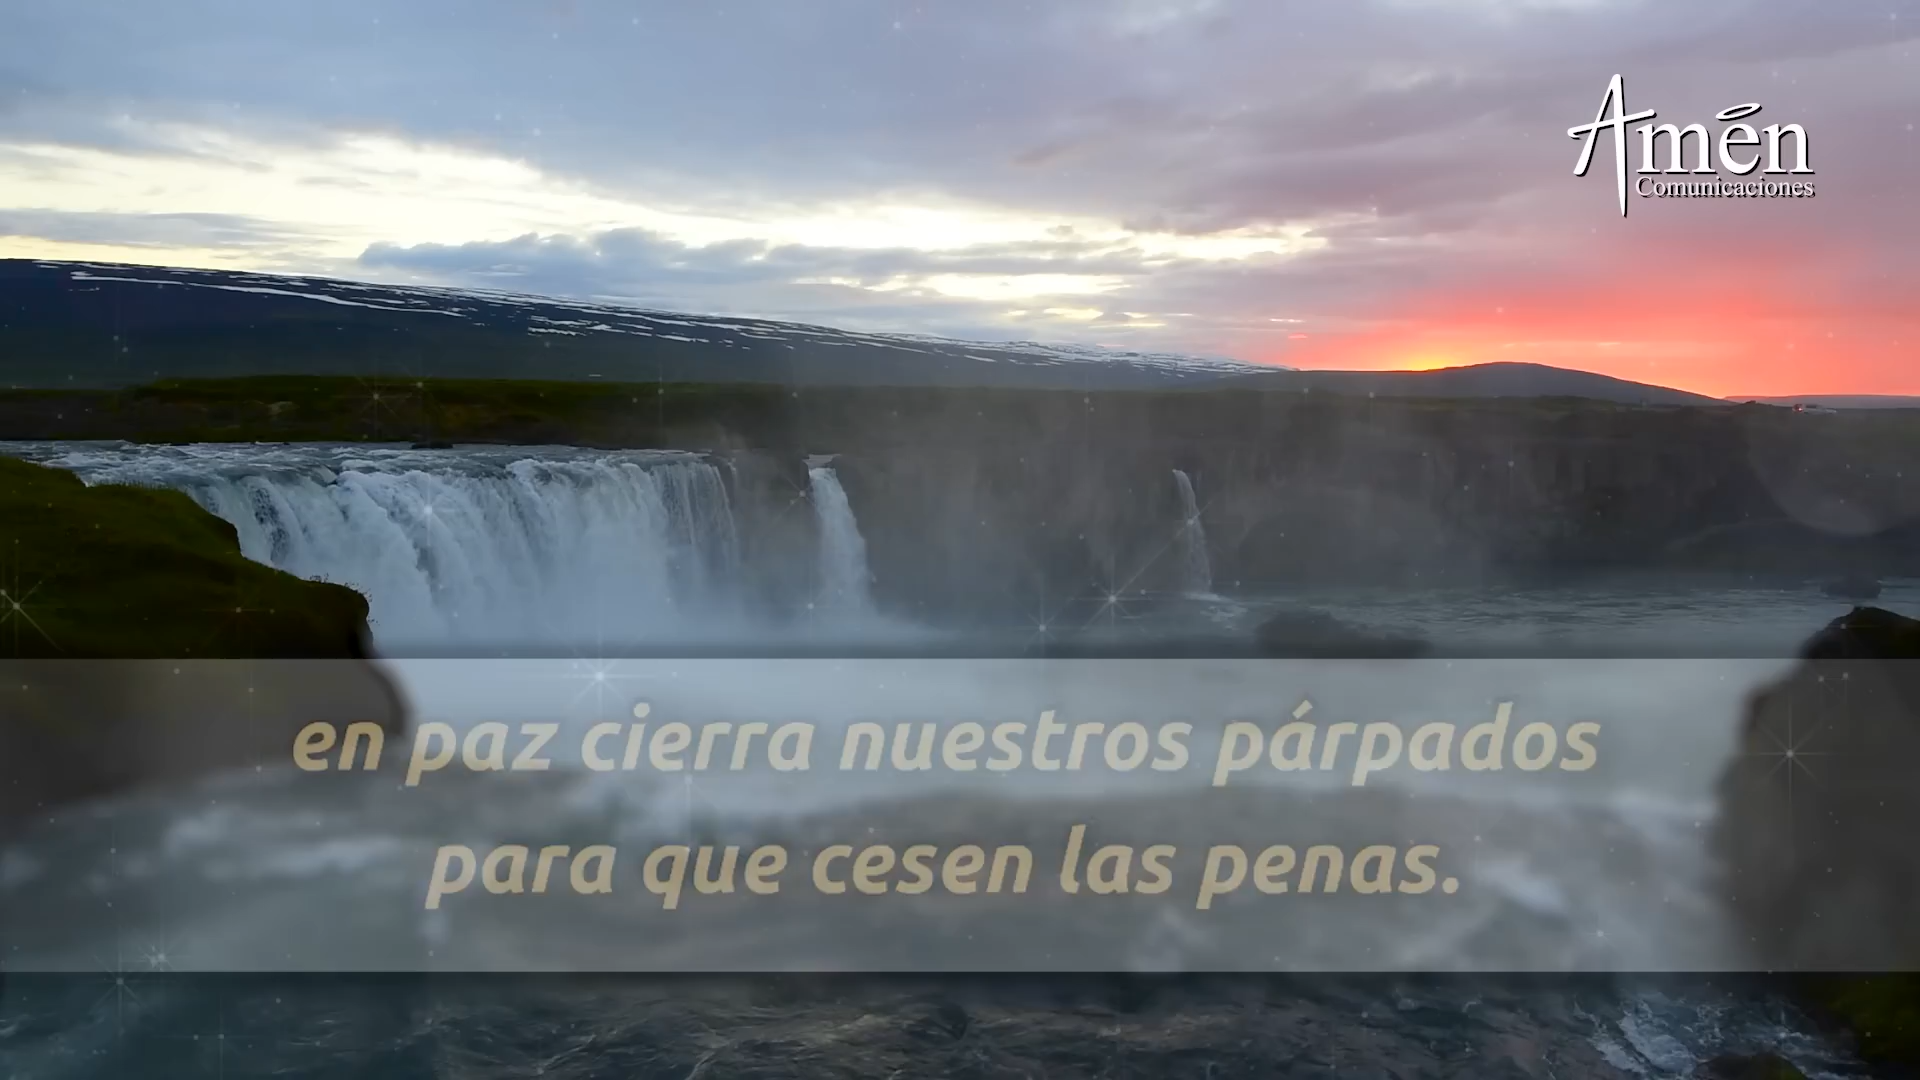 Amén
Comunicaciones
en paz cierra nuestros párpados
para que cesen las penas.